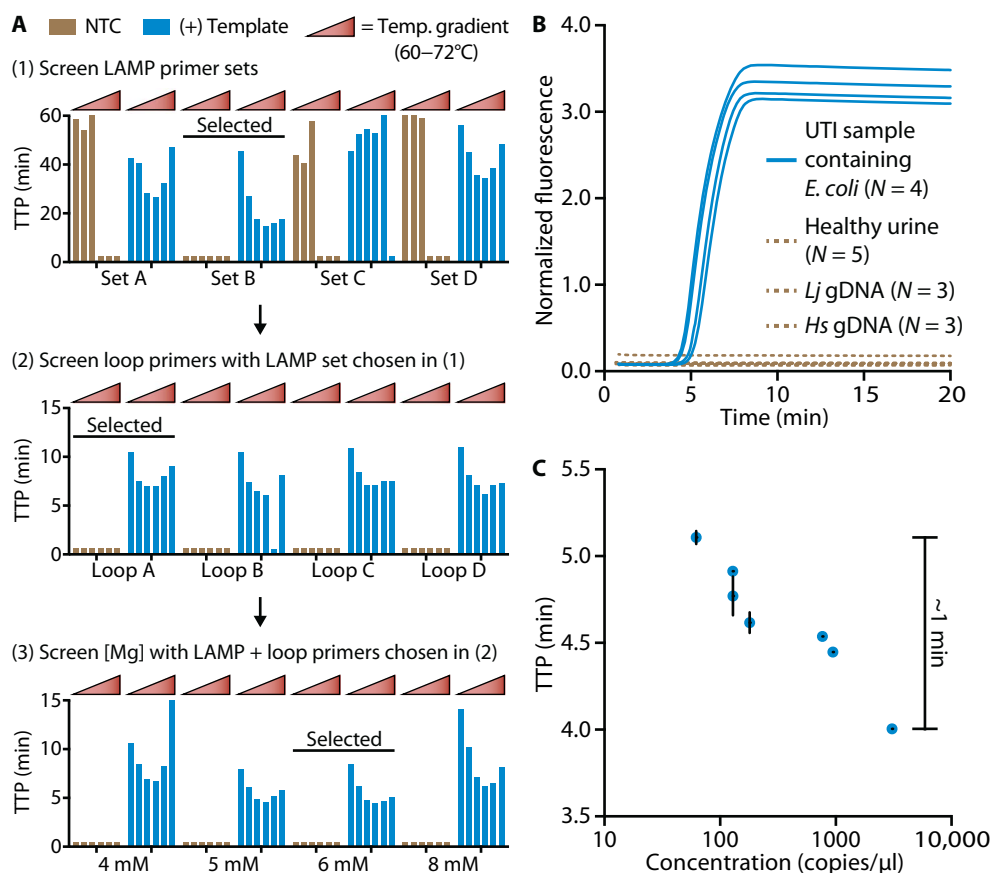 A
NTC
(+) Template
= Temp. gradient
(60–72°C)
(1) Screen LAMP primer sets
Selected
TTP (min)
60
40
20
0
Set A
Set B
Set C
Set D
(2) Screen loop primers with LAMP set chosen in (1)
Selected
TTP (min)
15
10
5
0
Loop A
Loop B
Loop C
Loop D
(3) Screen [Mg] with LAMP + loop primers chosen in (2)
Selected
TTP (min)
15
10
5
0
4 mM
5 mM
6 mM
8 mM
B
Normalized fluorescence
4.0
3.0
2.0
1.0
0.0
UTI sample
containing
E. coli (N = 4)
Healthy urine
(N = 5)
Lj gDNA (N = 3)
Hs gDNA (N = 3)
0
5
10
15
20
Time (min)
C
TTP (min)
5.5
5.0
4.5
4.0
3.5
~1 min
10
100
1000
10,000
Concentration (copies/µl)